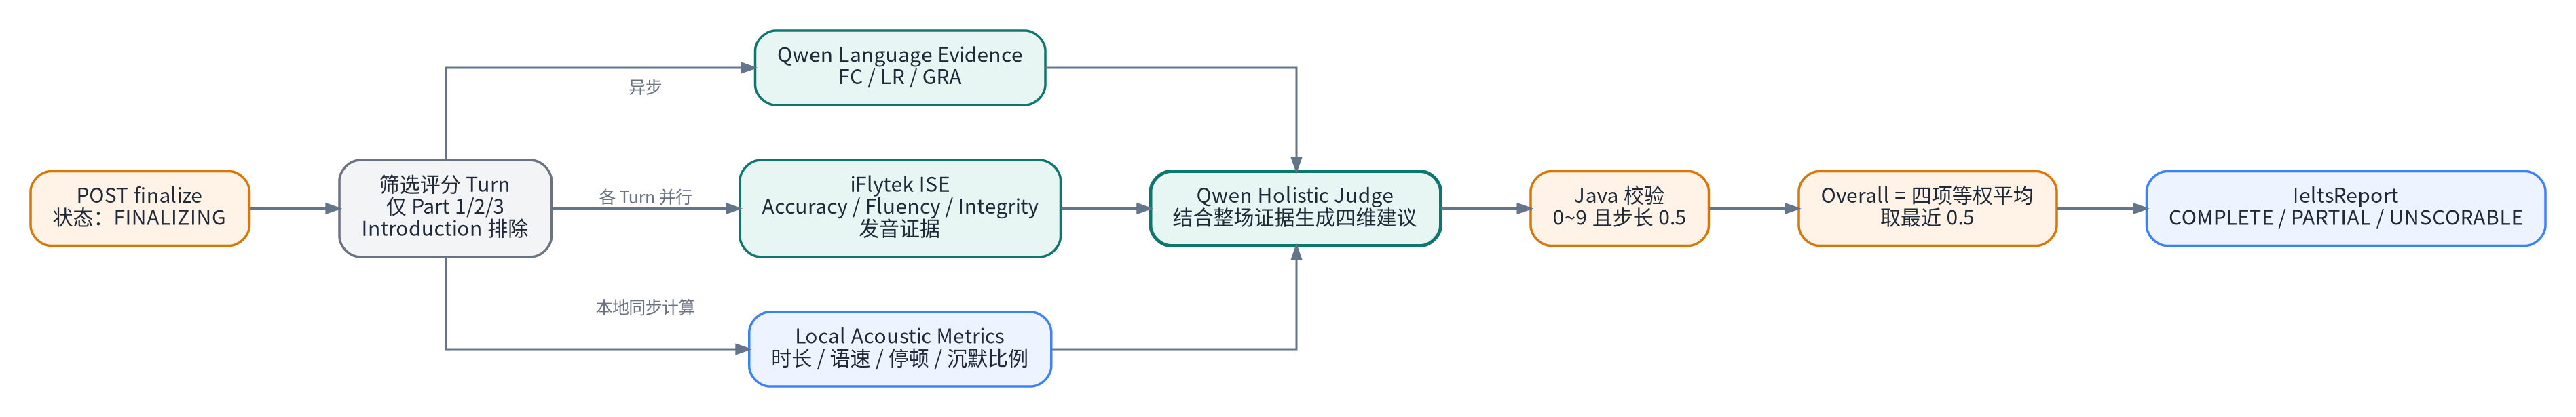 POST finalize
状态：FINALIZING
筛选评分 Turn
仅 Part 1/2/3
Introduction 排除
异步
各 Turn 并行
本地同步计算
Qwen Language Evidence
FC / LR / GRA
iFlytek ISE
Accuracy / Fluency / Integrity
发音证据
Local Acoustic Metrics
时长 / 语速 / 停顿 / 沉默比例
Qwen Holistic Judge
结合整场证据生成四维建议
Java 校验
0~9 且步长 0.5
Overall = 四项等权平均
取最近 0.5
IeltsReport
COMPLETE / PARTIAL / UNSCORABLE